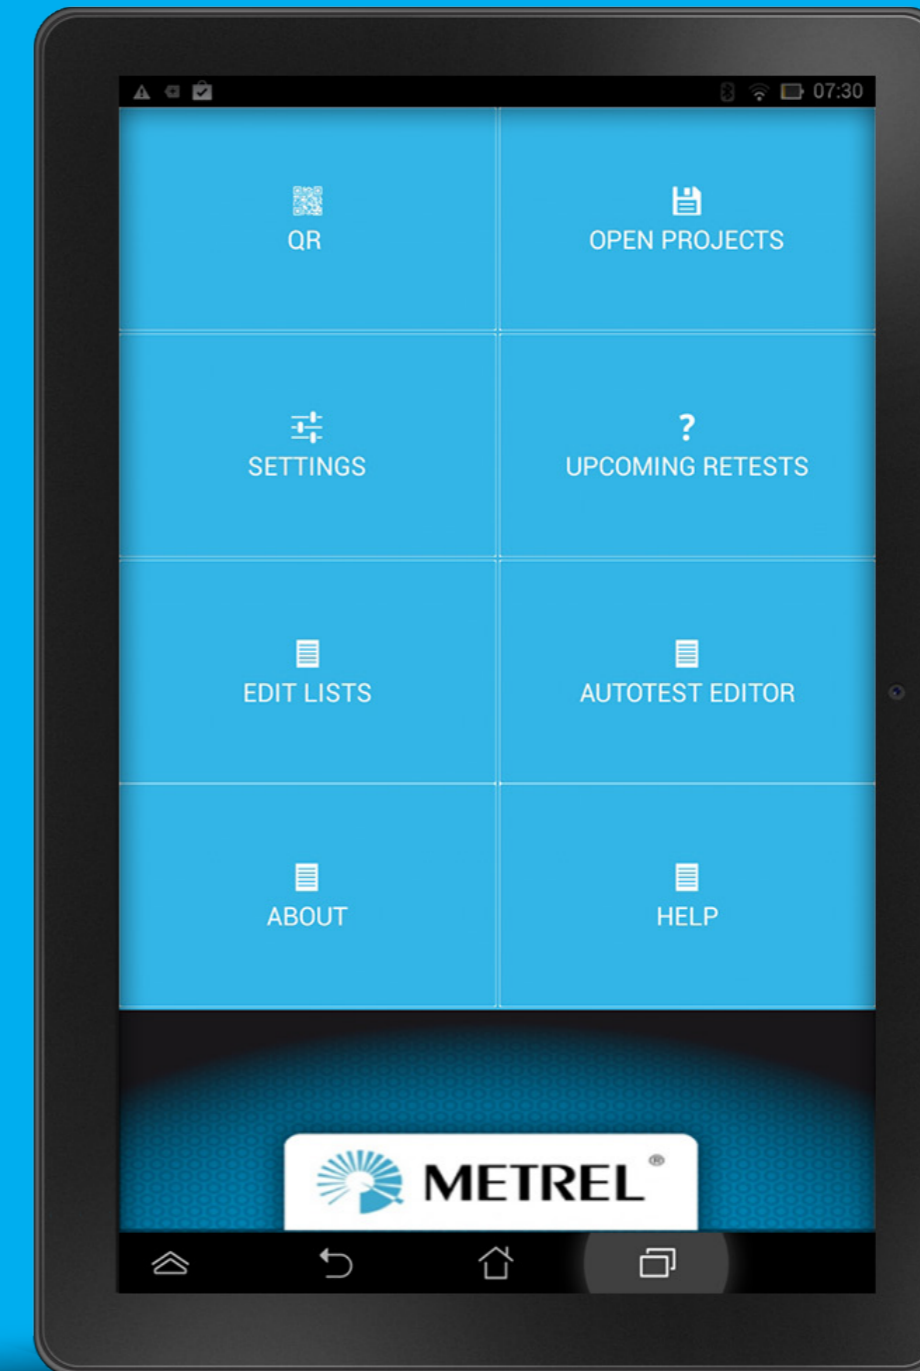 07:30
QR
OPEN PROJECTS
SETTINGS
UPCOMING RETESTS
EDIT LISTS
AUTOTEST EDITOR
ABOUT
HELP
METREL®